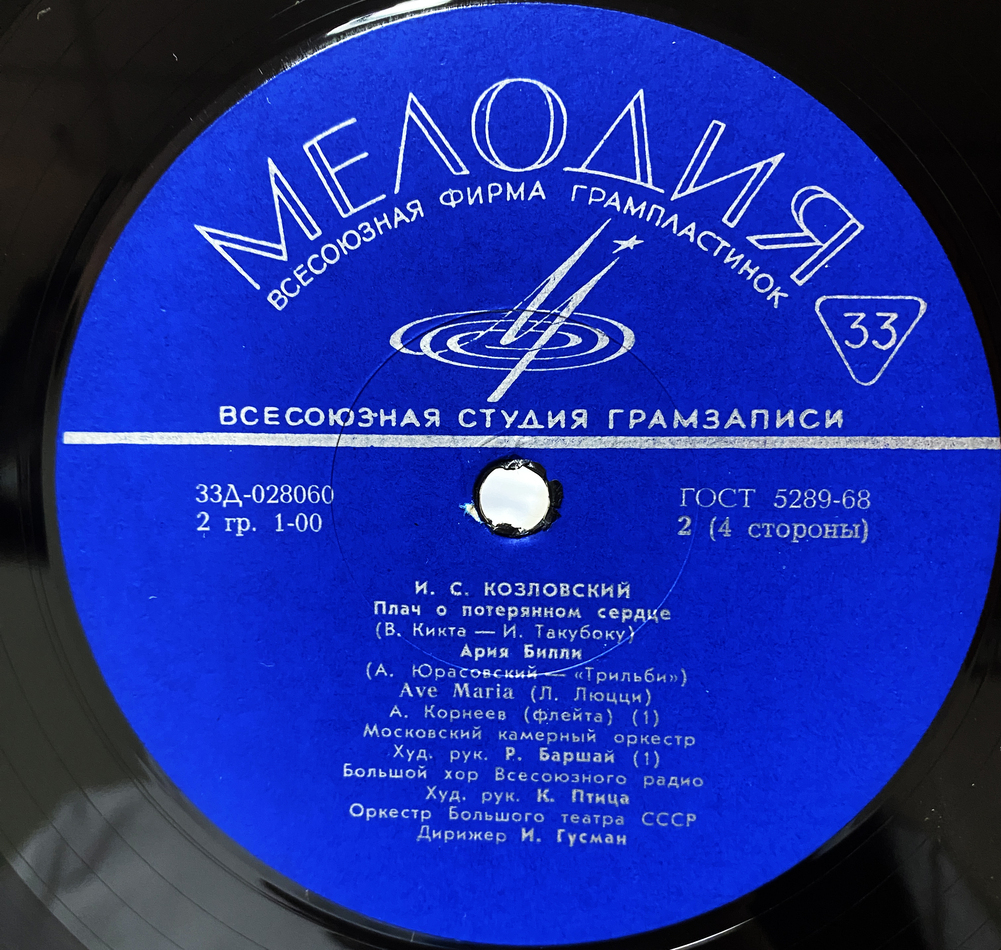 МЕЛОДИЯ
ВСЕСОЮЗНАЯ ФИРМА ГРАМПЛАСТИНОК
33
ВСЕСОЮЗНАЯ СТУДИЯ ГРАМЗАПИСИ
33Д-028060
2 гр. 1-00
ГОСТ 5289-68
2 (4 стороны)
И. С. КОЗЛОВСКИЙ
Плач о потерянном сердце
(В. Кикта — И. Такубоку)
Ария Билли
(А. Юрасовский — «Трильби»)
Ave Maria (Л. Люцци)
А. Корнеев (флейта) (1)
Московский камерный оркестр
Худ. рук. Р. Баршай (1)
Большой хор Всесоюзного радио
Худ. рук. К. Птица
Оркестр Большого театра СССР
Дирижер И. Гусман